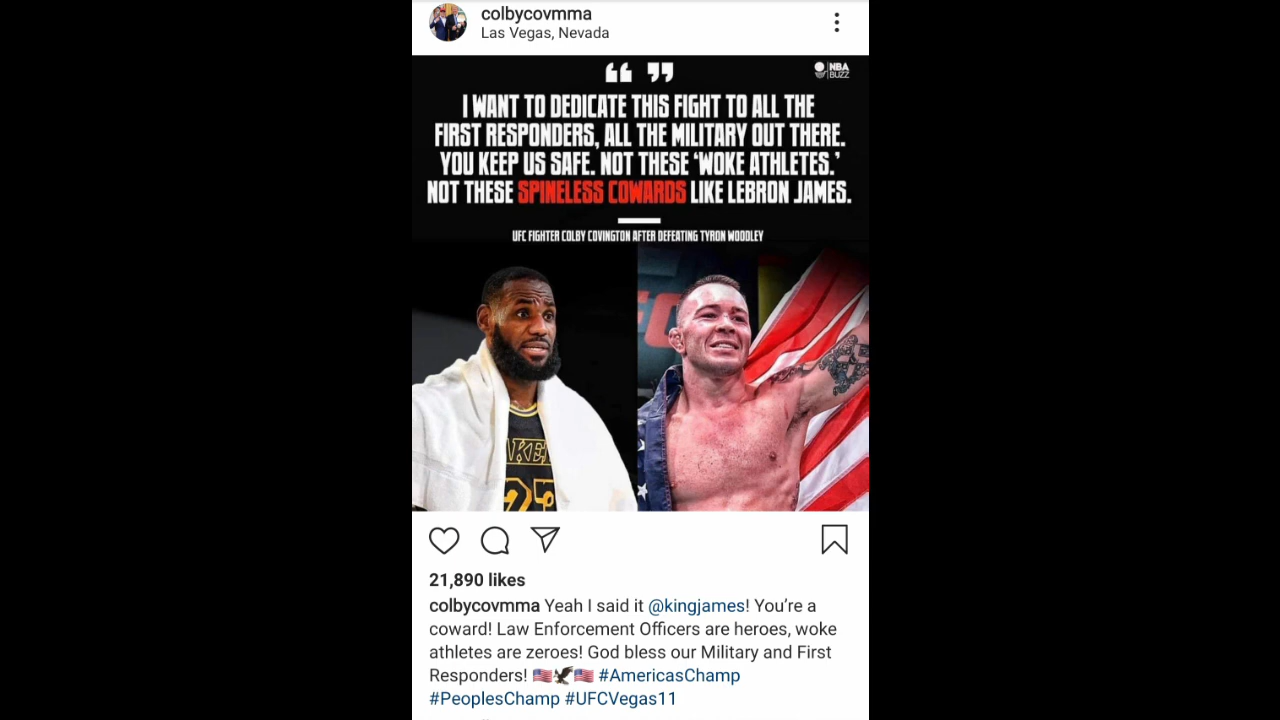 colbycovmma
Las Vegas, Nevada
NBA
BUZZ
I WANT TO DEDICATE THIS FIGHT TO ALL THE
FIRST RESPONDERS, ALL THE MILITARY OUT THERE.
YOU KEEP US SAFE. NOT THESE ‘WOKE ATHLETES.’
NOT THESE SPINELESS COWARDS LIKE LEBRON JAMES.
UFC FIGHTER COLBY COVINGTON AFTER DEFEATING TYRON WOODLEY
21,890 likes
colbycovmma Yeah I said it @kingjames! You’re a
coward! Law Enforcement Officers are heroes, woke
athletes are zeroes! God bless our Military and First
Responders! 🇺🇸🦅🇺🇸 #AmericasChamp
#PeoplesChamp #UFCVegas11